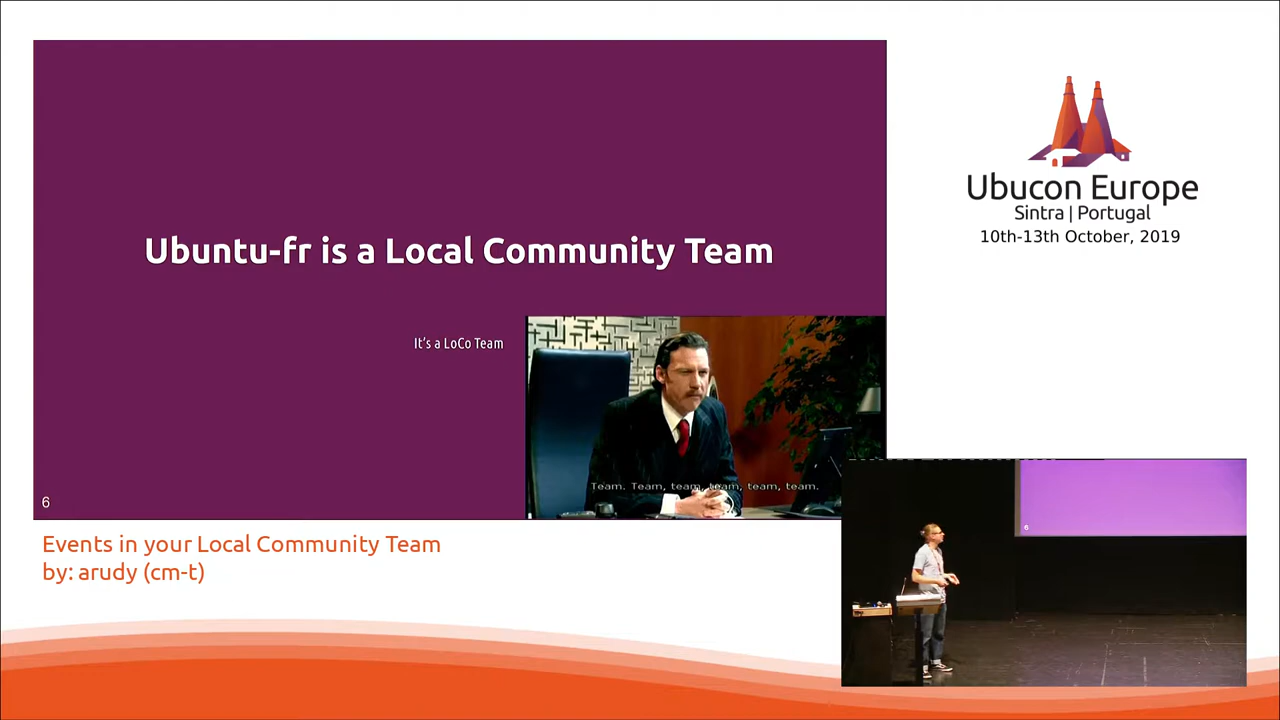 Ubuntu-fr is a Local Community Team
It's a LoCo Team
Team. Team, team, team, team, team.
6
Events in your Local Community Team
by: arudy (cm-t)
Ubucon Europe
Sintra | Portugal
10th-13th October, 2019
6